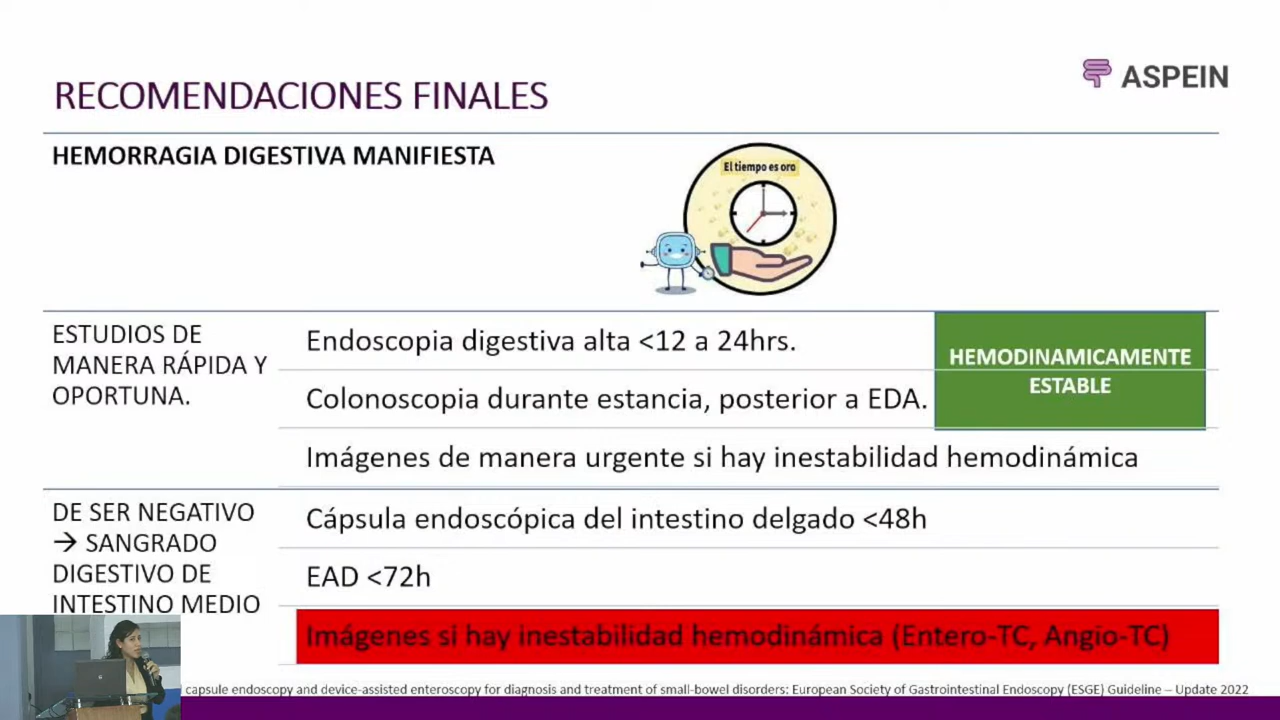 RECOMENDACIONES FINALES
ASPEIN
HEMORRAGIA DIGESTIVA MANIFIESTA
El tiempo es oro
ESTUDIOS DE
MANERA RÁPIDA Y
OPORTUNA.
Endoscopia digestiva alta <12 a 24hrs.
Colonoscopia durante estancia, posterior a EDA.
HEMODINAMICAMENTE
ESTABLE
Imágenes de manera urgente si hay inestabilidad hemodinámica
DE SER NEGATIVO
→ SANGRADO
DIGESTIVO DE
INTESTINO MEDIO
Cápsula endoscópica del intestino delgado <48h
EAD <72h
Imágenes si hay inestabilidad hemodinámica (Entero-TC, Angio-TC)
capsule endoscopy and device-assisted enteroscopy for diagnosis and treatment of small-bowel disorders: European Society of Gastrointestinal Endoscopy (ESGE) Guideline – Update 2022